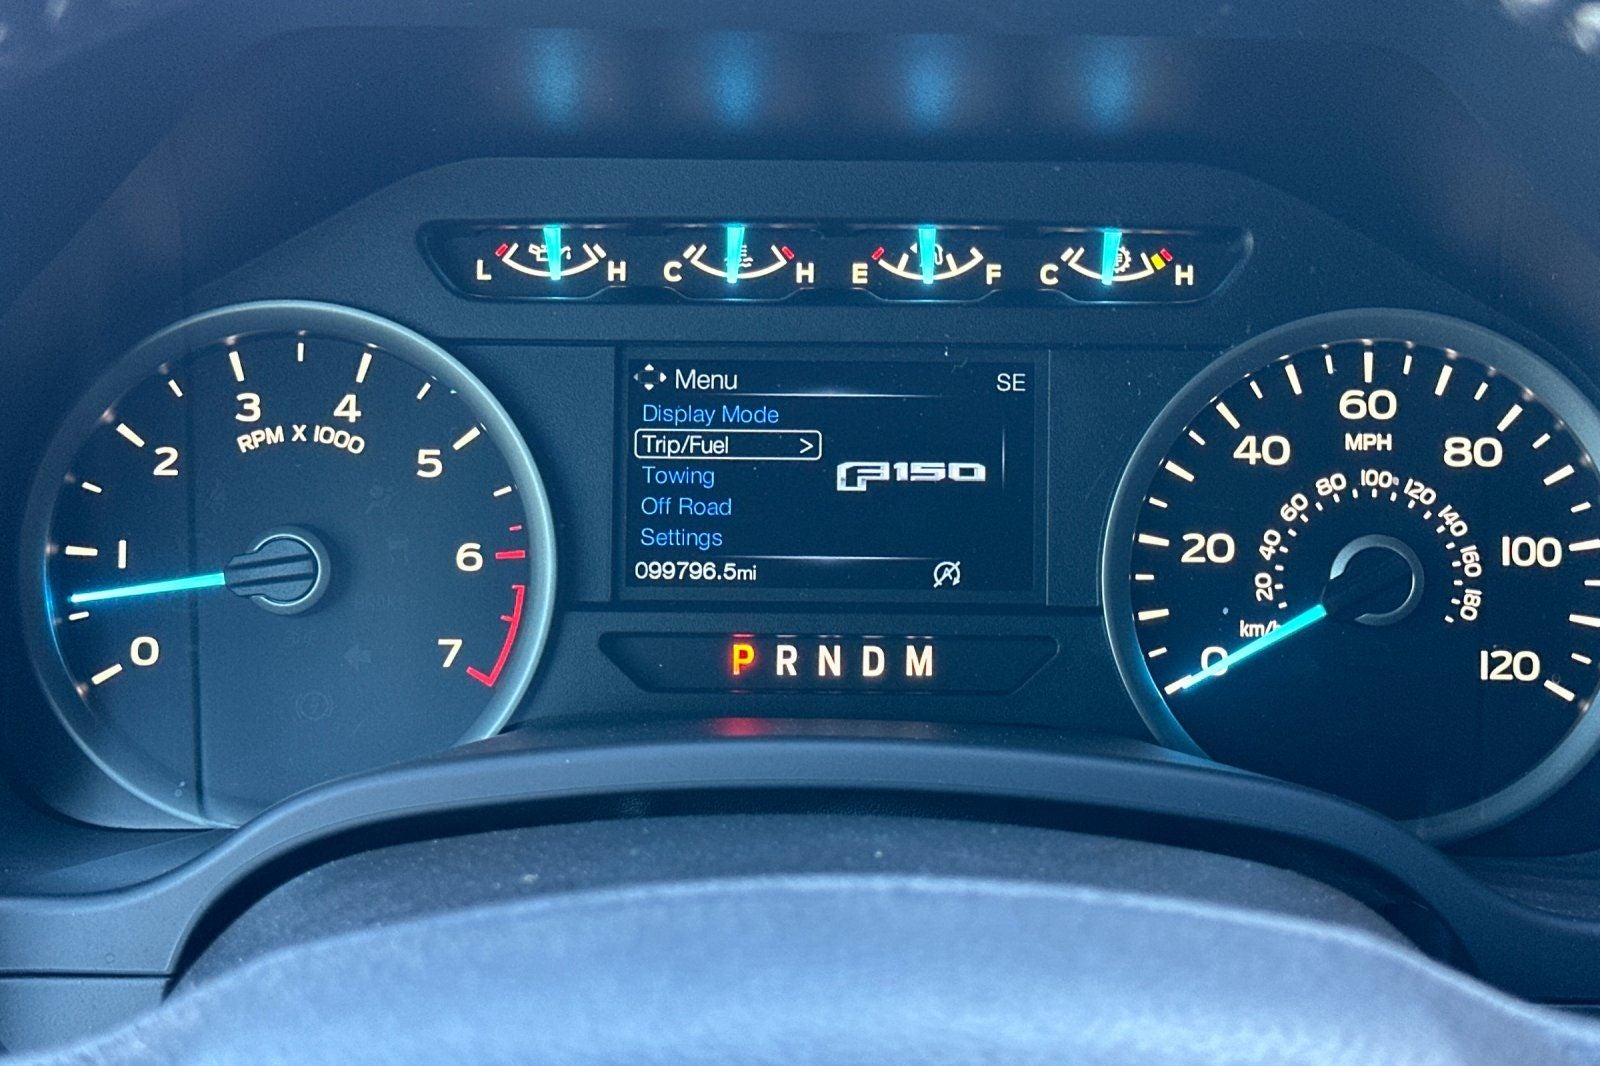 L H C H E F C H
0 1 2 3 4 5 6 7
RPM X 1000
Menu SE
Display Mode
Trip/Fuel >
Towing
Off Road
Settings
F150
099796.5mi
P R N D M
0 20 40 60 80 100 120
MPH
20 40 60 80 100 120 140 160 180
km/h